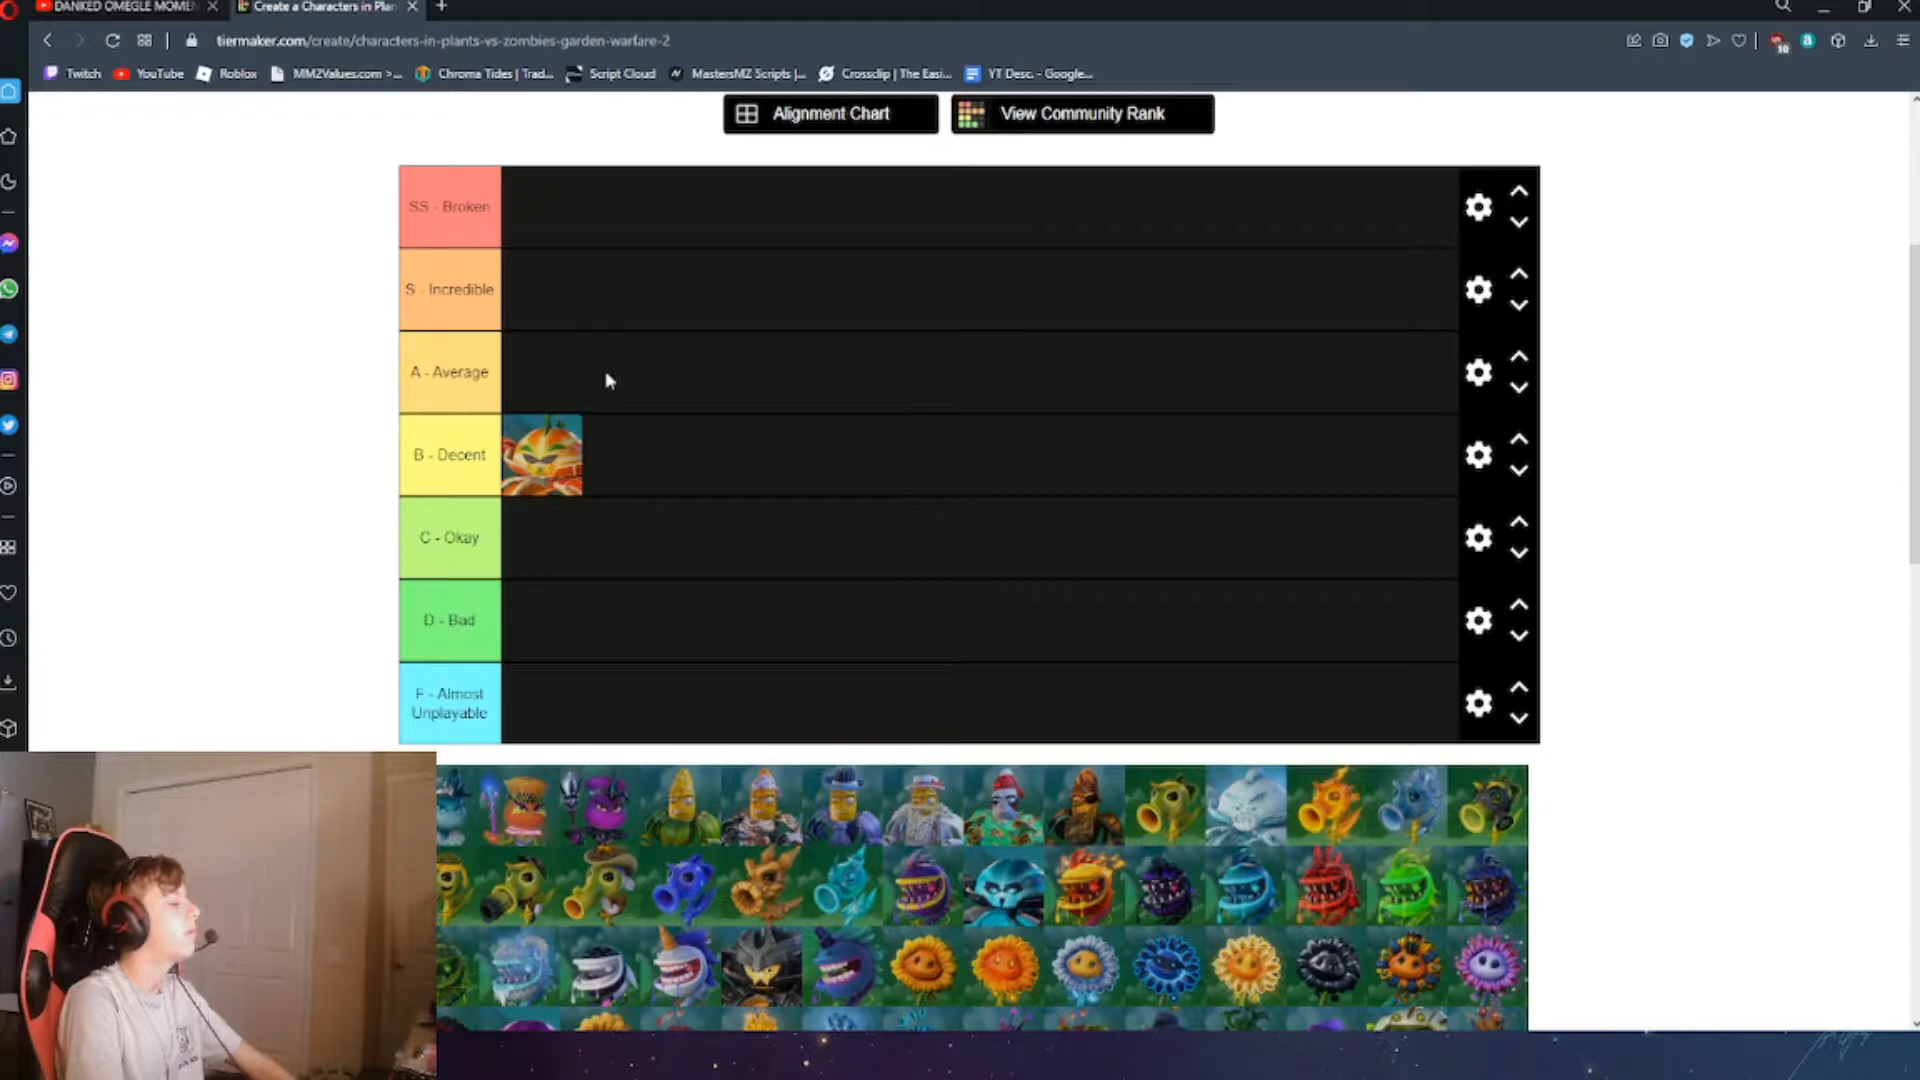 DANKED OMEGLE MOME
Create a Characters in Plan
tiermaker.com/create/characters-in-plants-vs-zombies-garden-warfare-2
Twitch
YouTube
Roblox
MM2Values.com >...
Chroma Tides | Trad...
Script Cloud
MastersMZ Scripts |...
Crossclip | The Easi...
YT Desc. - Google...
10
Alignment Chart
View Community Rank
SS - Broken
S - Incredible
A - Average
B - Decent
C - Okay
D - Bad
F - Almost
Unplayable